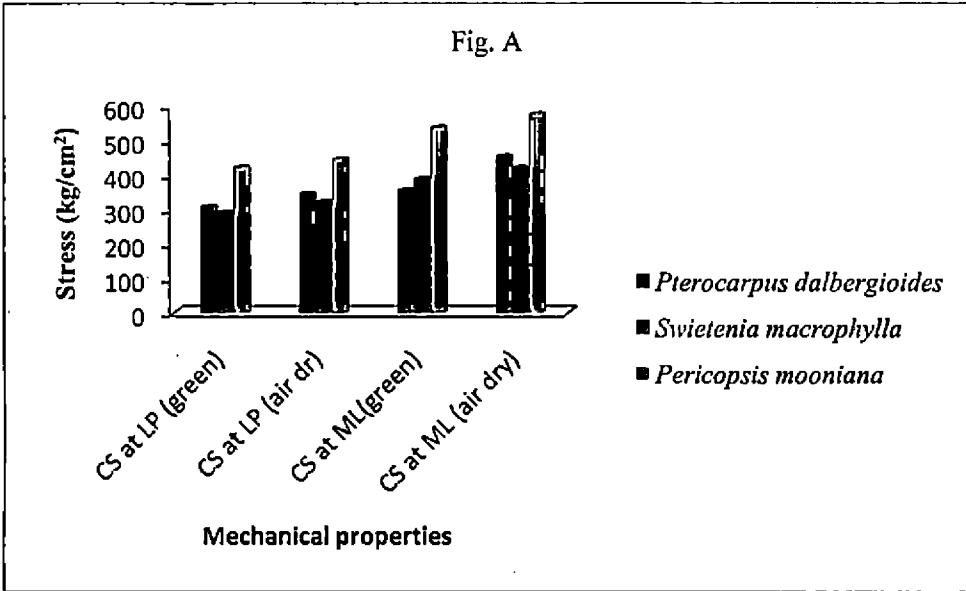 Fig. A
Stress (kg/cm²)
600
500
400
300
200
100
0
CS at LP (green)
CS at LP (air dr)
CS at ML(green)
CS at ML (air dry)
Mechanical properties
Pterocarpus dalbergioides
Swietenia macrophylla
Pericopsis mooniana